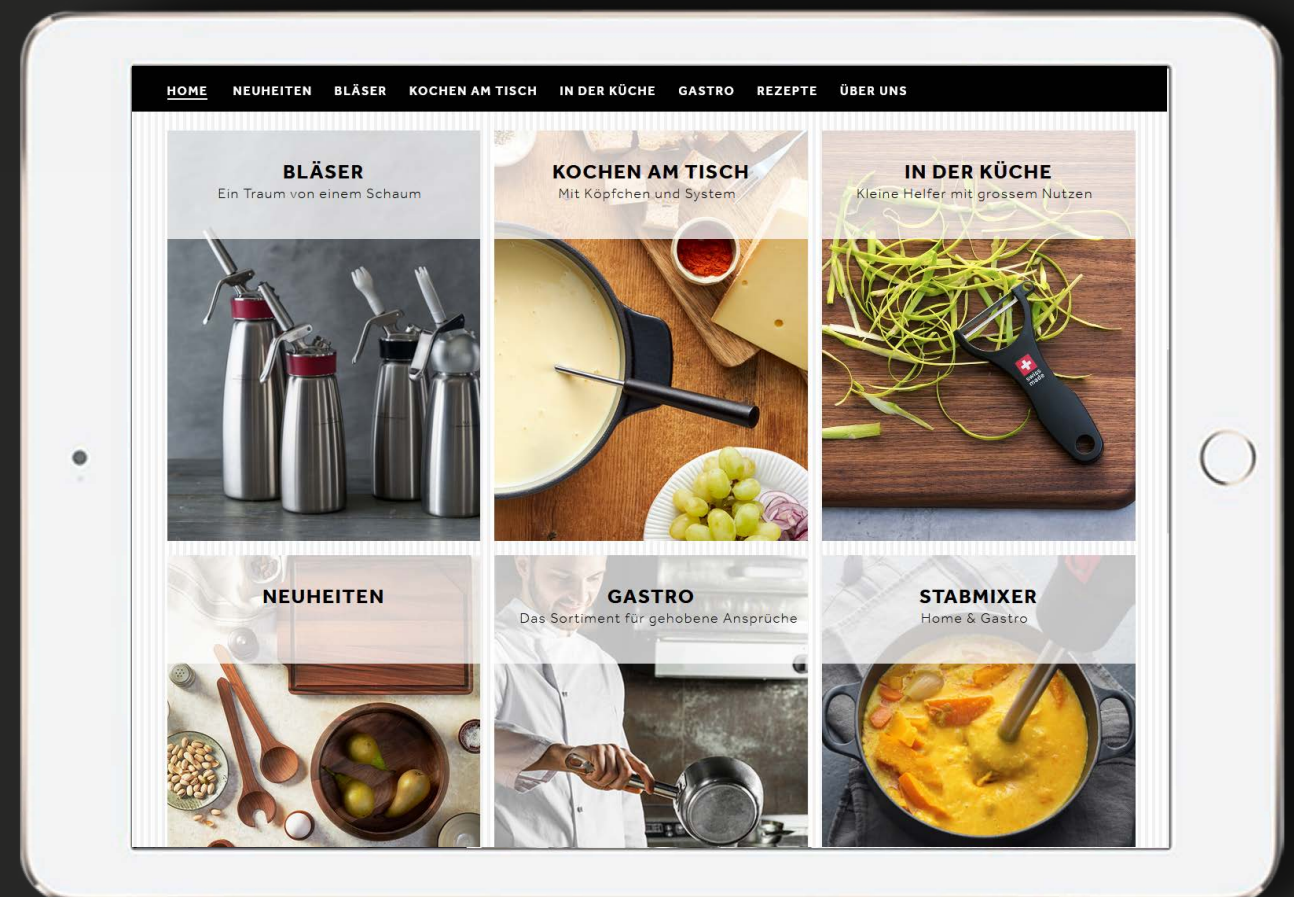 HOME NEUHEITEN BLÄSER KOCHEN AM TISCH IN DER KÜCHE GASTRO REZEPTE ÜBER UNS
BLÄSER
Ein Traum von einem Schaum
KOCHEN AM TISCH
Mit Köpfchen und System
IN DER KÜCHE
Kleine Helfer mit grossem Nutzen
swiss
made
NEUHEITEN
GASTRO
Das Sortiment für gehobene Ansprüche
STABMIXER
Home & Gastro